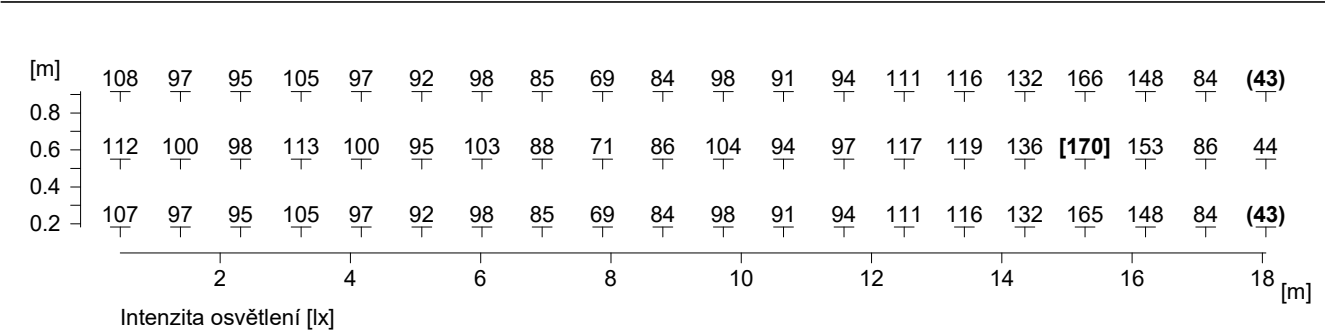 [m]
108 97 95 105 97 92 98 85 69 84 98 91 94 111 116 132 166 148 84 (43)
0.8
112 100 98 113 100 95 103 88 71 86 104 94 97 117 119 136 [170] 153 86 44
0.6
0.4
107 97 95 105 97 92 98 85 69 84 98 91 94 111 116 132 165 148 84 (43)
0.2
2 4 6 8 10 12 14 16 18 [m]
Intenzita osvětlení [lx]